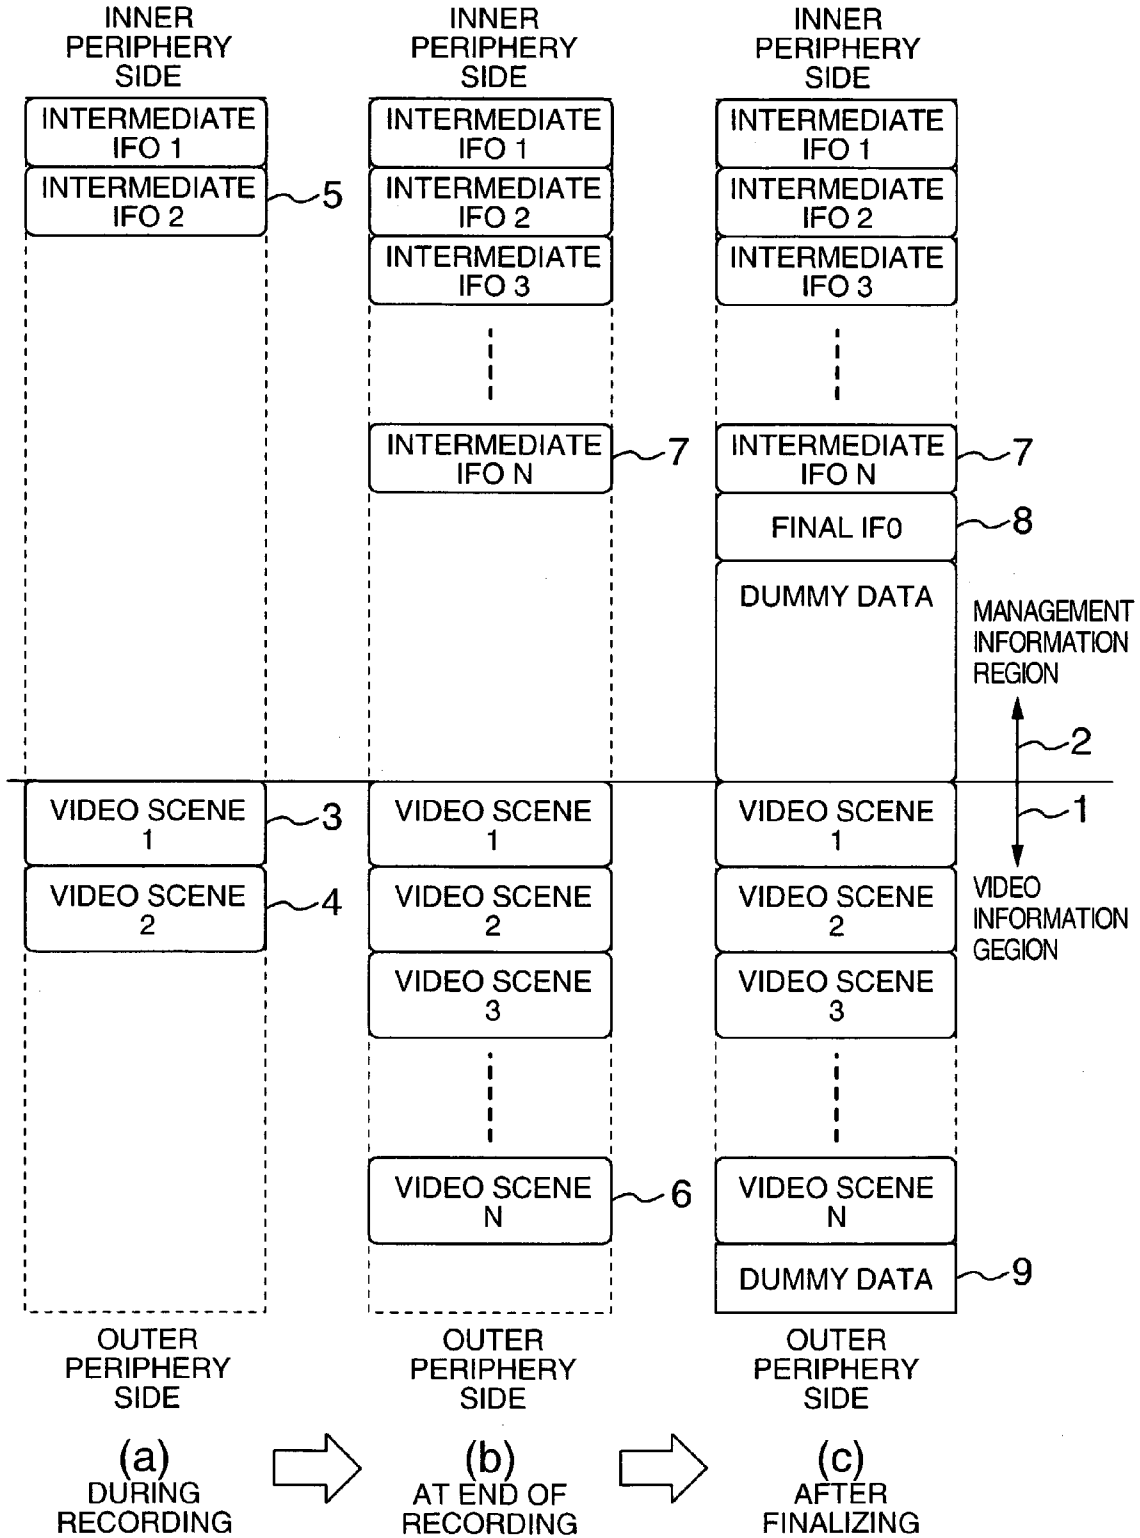 INNER
PERIPHERY
SIDE
INTERMEDIATE
IFO 1
INTERMEDIATE
IFO 2
5
VIDEO SCENE
1
3
VIDEO SCENE
2
4
OUTER
PERIPHERY
SIDE
(a)
DURING
RECORDING
INNER
PERIPHERY
SIDE
INTERMEDIATE
IFO 1
INTERMEDIATE
IFO 2
INTERMEDIATE
IFO 3
INTERMEDIATE
IFO N
7
VIDEO SCENE
1
VIDEO SCENE
2
VIDEO SCENE
3
VIDEO SCENE
N
6
OUTER
PERIPHERY
SIDE
(b)
AT END OF
RECORDING
INNER
PERIPHERY
SIDE
INTERMEDIATE
IFO 1
INTERMEDIATE
IFO 2
INTERMEDIATE
IFO 3
INTERMEDIATE
IFO N
7
FINAL IF0
8
DUMMY DATA
MANAGEMENT
INFORMATION
REGION
2
1
VIDEO
INFORMATION
GEGION
VIDEO SCENE
1
VIDEO SCENE
2
VIDEO SCENE
3
VIDEO SCENE
N
DUMMY DATA
9
OUTER
PERIPHERY
SIDE
(c)
AFTER
FINALIZING